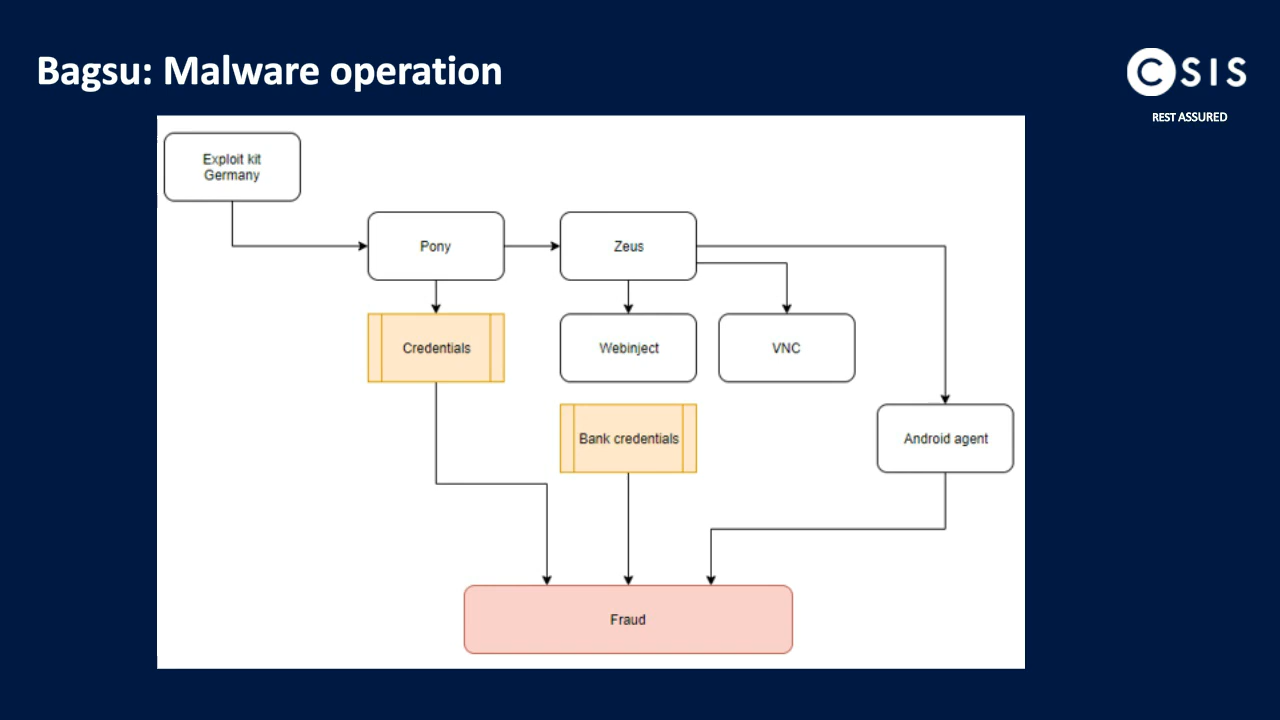 Bagsu: Malware operation
CSIS
REST ASSURED
Exploit kit
Germany
Pony
Zeus
Credentials
Webinject
VNC
Bank credentials
Android agent
Fraud